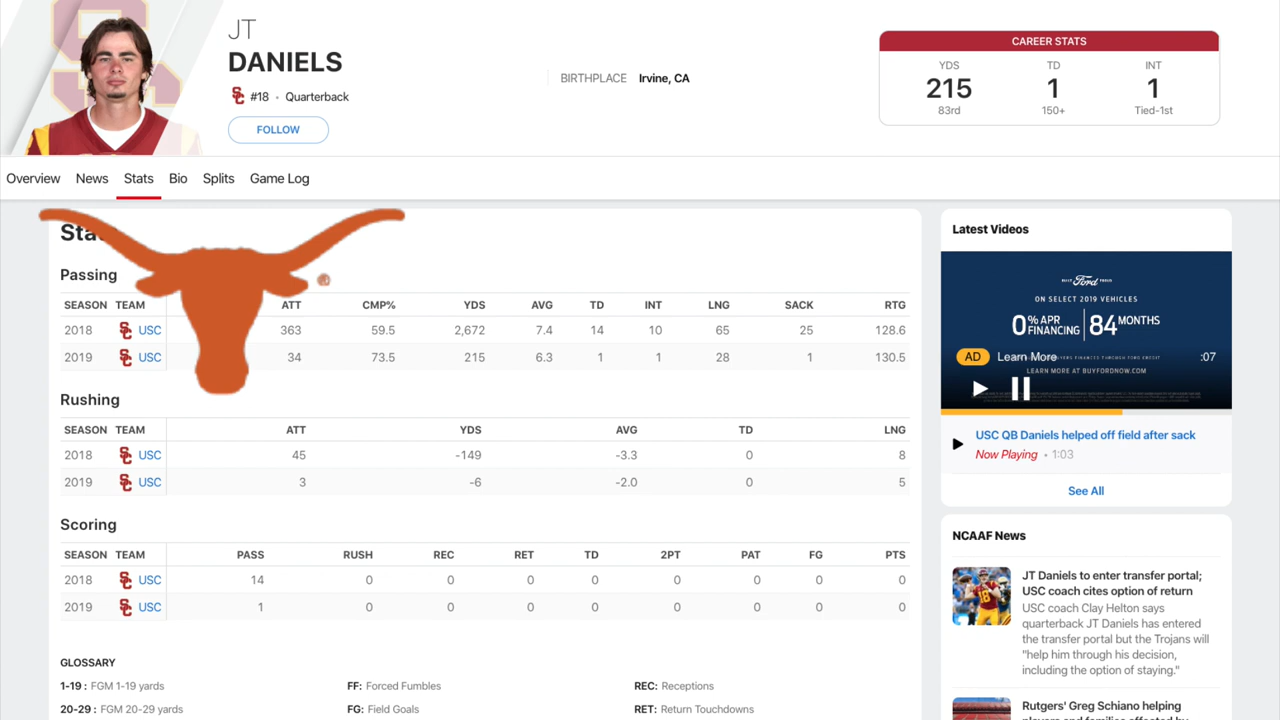 JT
DANIELS
#18 • Quarterback
FOLLOW
BIRTHPLACE Irvine, CA
CAREER STATS
YDS TD INT
215 1 1
83rd 150+ Tied-1st
Overview News Stats Bio Splits Game Log
Sta
Passing
SEASON TEAM ATT CMP% YDS AVG TD INT LNG SACK RTG
2018 USC 363 59.5 2,672 7.4 14 10 65 25 128.6
2019 USC 34 73.5 215 6.3 1 1 28 1 130.5
Rushing
SEASON TEAM ATT YDS AVG TD LNG
2018 USC 45 -149 -3.3 0 8
2019 USC 3 -6 -2.0 0 5
Scoring
SEASON TEAM PASS RUSH REC RET TD 2PT PAT FG PTS
2018 USC 14 0 0 0 0 0 0 0 0
2019 USC 1 0 0 0 0 0 0 0 0
GLOSSARY
1-19 : FGM 1-19 yards FF: Forced Fumbles REC: Receptions
20-29 : FGM 20-29 yards FG: Field Goals RET: Return Touchdowns
Latest Videos
Ford
ON SELECT 2019 VEHICLES
0% APR FINANCING 84 MONTHS
AD Learn More :07
LEARN MORE AT BUYFORDNOW.COM
USC QB Daniels helped off field after sack
Now Playing • 1:03
See All
NCAAF News
JT Daniels to enter transfer portal;
USC coach cites option of return
USC coach Clay Helton says
quarterback JT Daniels has entered
the transfer portal but the Trojans will
"help him through his decision,
including the option of staying."
Rutgers' Greg Schiano helping
players and families affected by